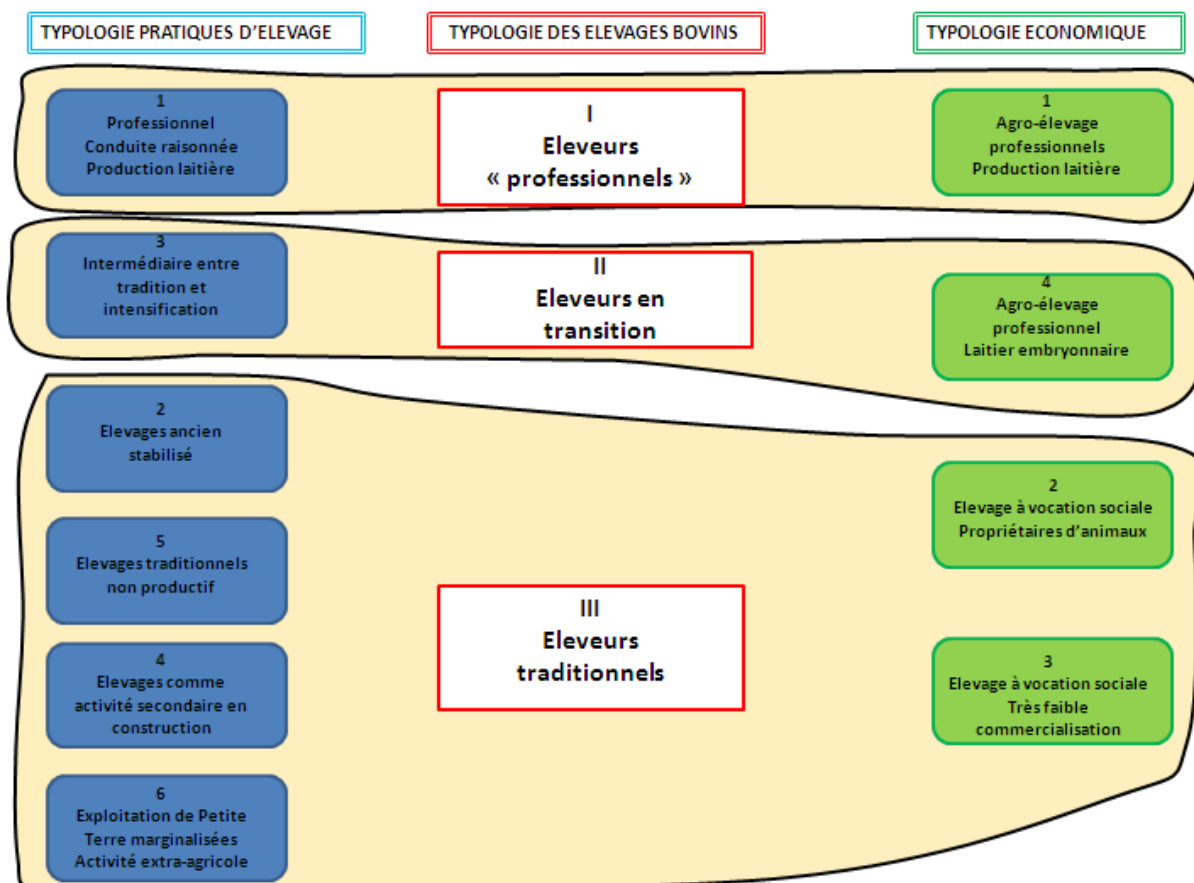 TYPOLOGIE PRATIQUES D'ELEVAGE
TYPOLOGIE DES ELEVAGES BOVINS
TYPOLOGIE ECONOMIQUE
1
Professionnel
Conduite raisonnée
Production laitière
I
Eleveurs
« professionnels »
1
Agro-élevage
professionnels
Production laitière
3
Intermédiaire entre
tradition et
intensification
II
Eleveurs en
transition
4
Agro-élevage
professionnel
Laitier embryonnaire
2
Elevages ancien
stabilisé
5
Elevages traditionnels
non productif
4
Elevages comme
activité secondaire en
construction
6
Exploitation de Petite
Terre marginalisées
Activité extra-agricole
III
Eleveurs
traditionnels
2
Elevage à vocation sociale
Propriétaires d'animaux
3
Elevage à vocation sociale
Très faible
commercialisation